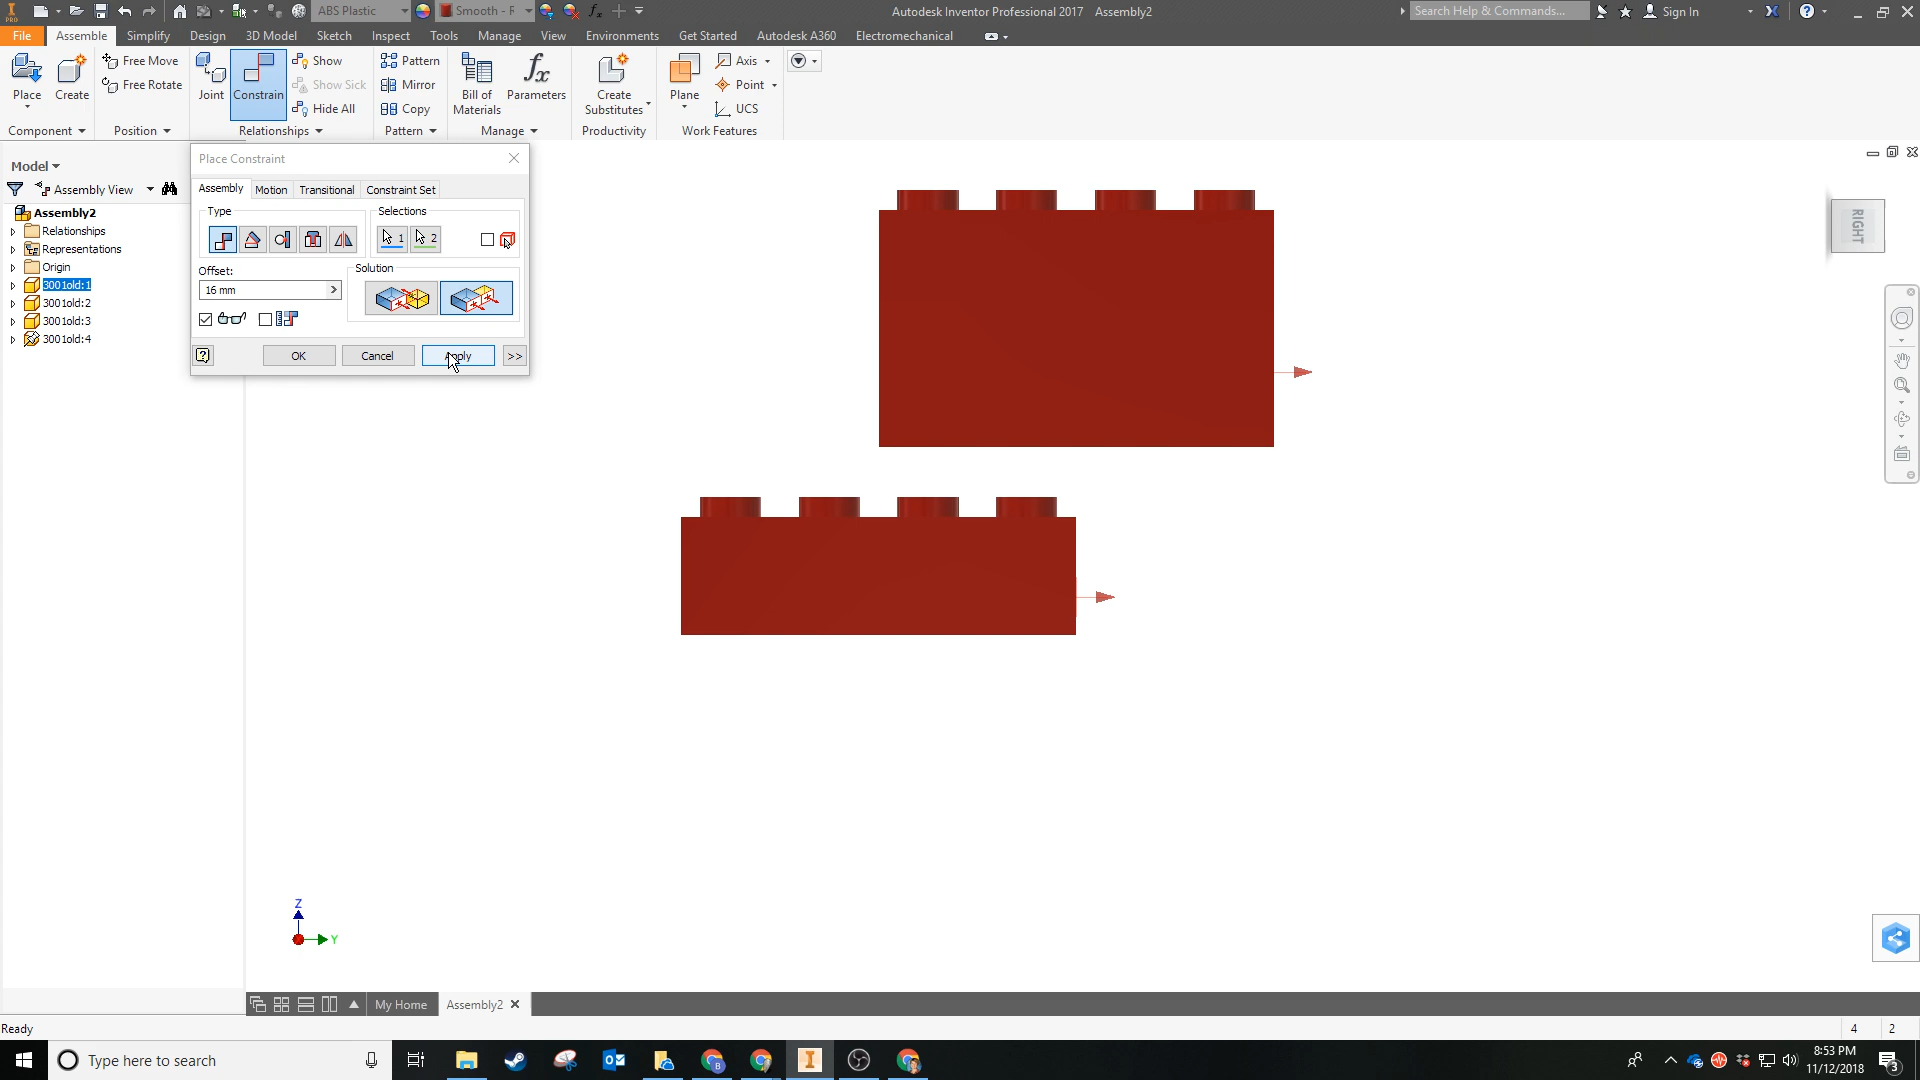 PRO
ABS Plastic
Smooth - F
fx
Autodesk Inventor Professional 2017 Assembly2
Search Help & Commands...
Sign In
File Assemble Simplify Design 3D Model Sketch Inspect Tools Manage View Environments Get Started Autodesk A360 Electromechanical
Place
Create
Free Move
Free Rotate
Joint
Constrain
Show
Show Sick
Hide All
Pattern
Mirror
Copy
Bill of
Materials
fx
Parameters
Create
Substitutes
Plane
Axis
Point
UCS
Component Position Relationships Pattern Manage Productivity Work Features
Model
Assembly View
Assembly2
Relationships
Representations
Origin
3001old:1
3001old:2
3001old:3
3001old:4
Place Constraint
Assembly Motion Transitional Constraint Set
Type
Selections
1 2
Offset:
16 mm
Solution
OK Cancel Apply >>
RIGHT
Z
Y
My Home Assembly2
Ready
4 2
Type here to search
8:53 PM
11/12/2018
3